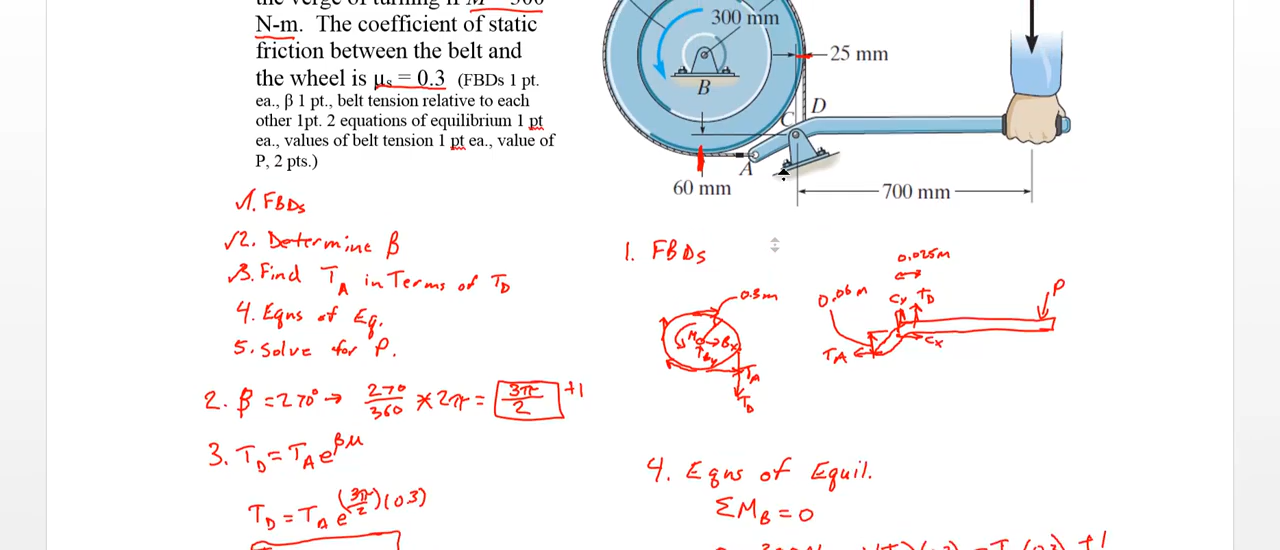 N-m. The coefficient of static
friction between the belt and
the wheel is μs = 0.3 (FBDs 1 pt.
ea., β 1 pt., belt tension relative to each
other 1pt. 2 equations of equilibrium 1 pt
ea., values of belt tension 1 pt ea., value of
P, 2 pts.)
300 mm
25 mm
B
C
D
A
60 mm
700 mm
1. FBDs
2. Determine β
3. Find TA in Terms of TD
4. Eqns of Eq.
5. Solve for P.
2. β = 270° → 270/360 * 2π = 3π/2 +1
3. TD = TA e^βμ
TD = TA e^(3π/2)(0.3)
1. FBDs
0.3m
M
Bx
By
TA
TD
0.025m
0.06m
Cy
TD
P
TA
Cx
4. Eqns of Equil.
ΣMB = 0